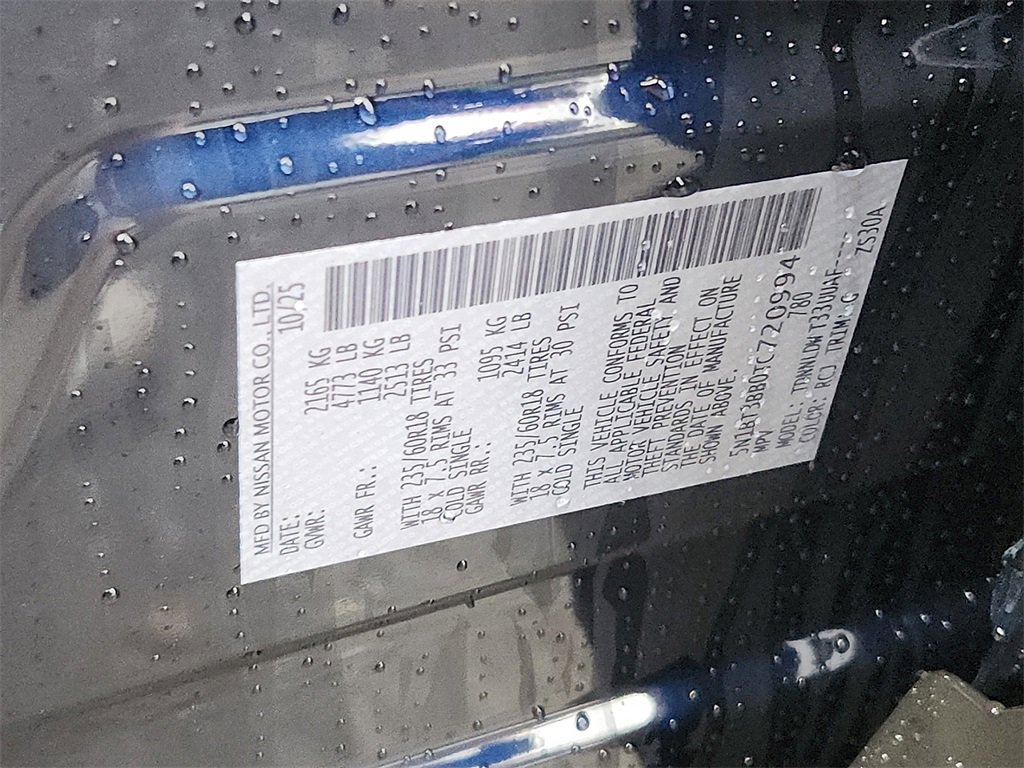 MFD BY NISSAN MOTOR CO.,LTD.
DATE: 10/25
GVWR: 2165 KG
4773 LB
GAWR FR.: 1140 KG
2513 LB
WITH 235/60R18 TIRES
18 X 7.5 RIMS AT 33 PSI
COLD SINGLE
GAWR RR.: 1095 KG
2414 LB
WITH 235/60R18 TIRES
18 X 7.5 RIMS AT 30 PSI
COLD SINGLE
THIS VEHICLE CONFORMS TO
ALL APPLICABLE FEDERAL
MOTOR VEHICLE SAFETY AND
THEFT PREVENTION
STANDARDS IN EFFECT ON
THE DATE OF MANUFACTURE
SHOWN ABOVE.
5N1BT3BB0TC720994
MPV 780
MODEL: TBWNLDWT33UUAF----
COLOR: RCJ TRIM: G ZS30A